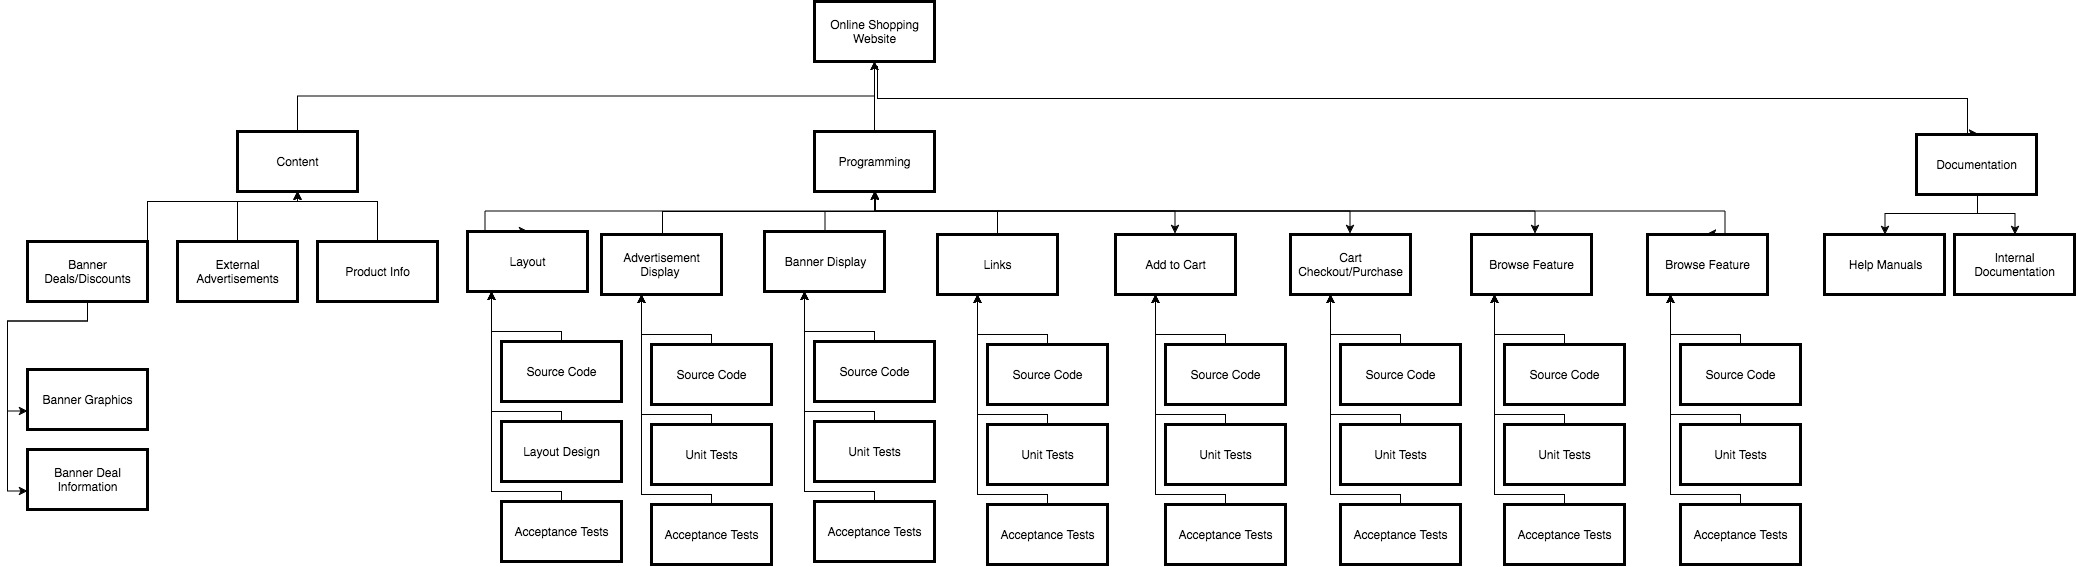 Online Shopping
Website
Content
Programming
Documentation
Banner
Deals/Discounts
External
Advertisements
Product Info
Layout
Advertisement
Display
Banner Display
Links
Add to Cart
Cart
Checkout/Purchase
Browse Feature
Browse Feature
Help Manuals
Internal
Documentation
Banner Graphics
Banner Deal
Information
Source Code
Layout Design
Acceptance Tests
Source Code
Unit Tests
Acceptance Tests
Source Code
Unit Tests
Acceptance Tests
Source Code
Unit Tests
Acceptance Tests
Source Code
Unit Tests
Acceptance Tests
Source Code
Unit Tests
Acceptance Tests
Source Code
Unit Tests
Acceptance Tests
Source Code
Unit Tests
Acceptance Tests